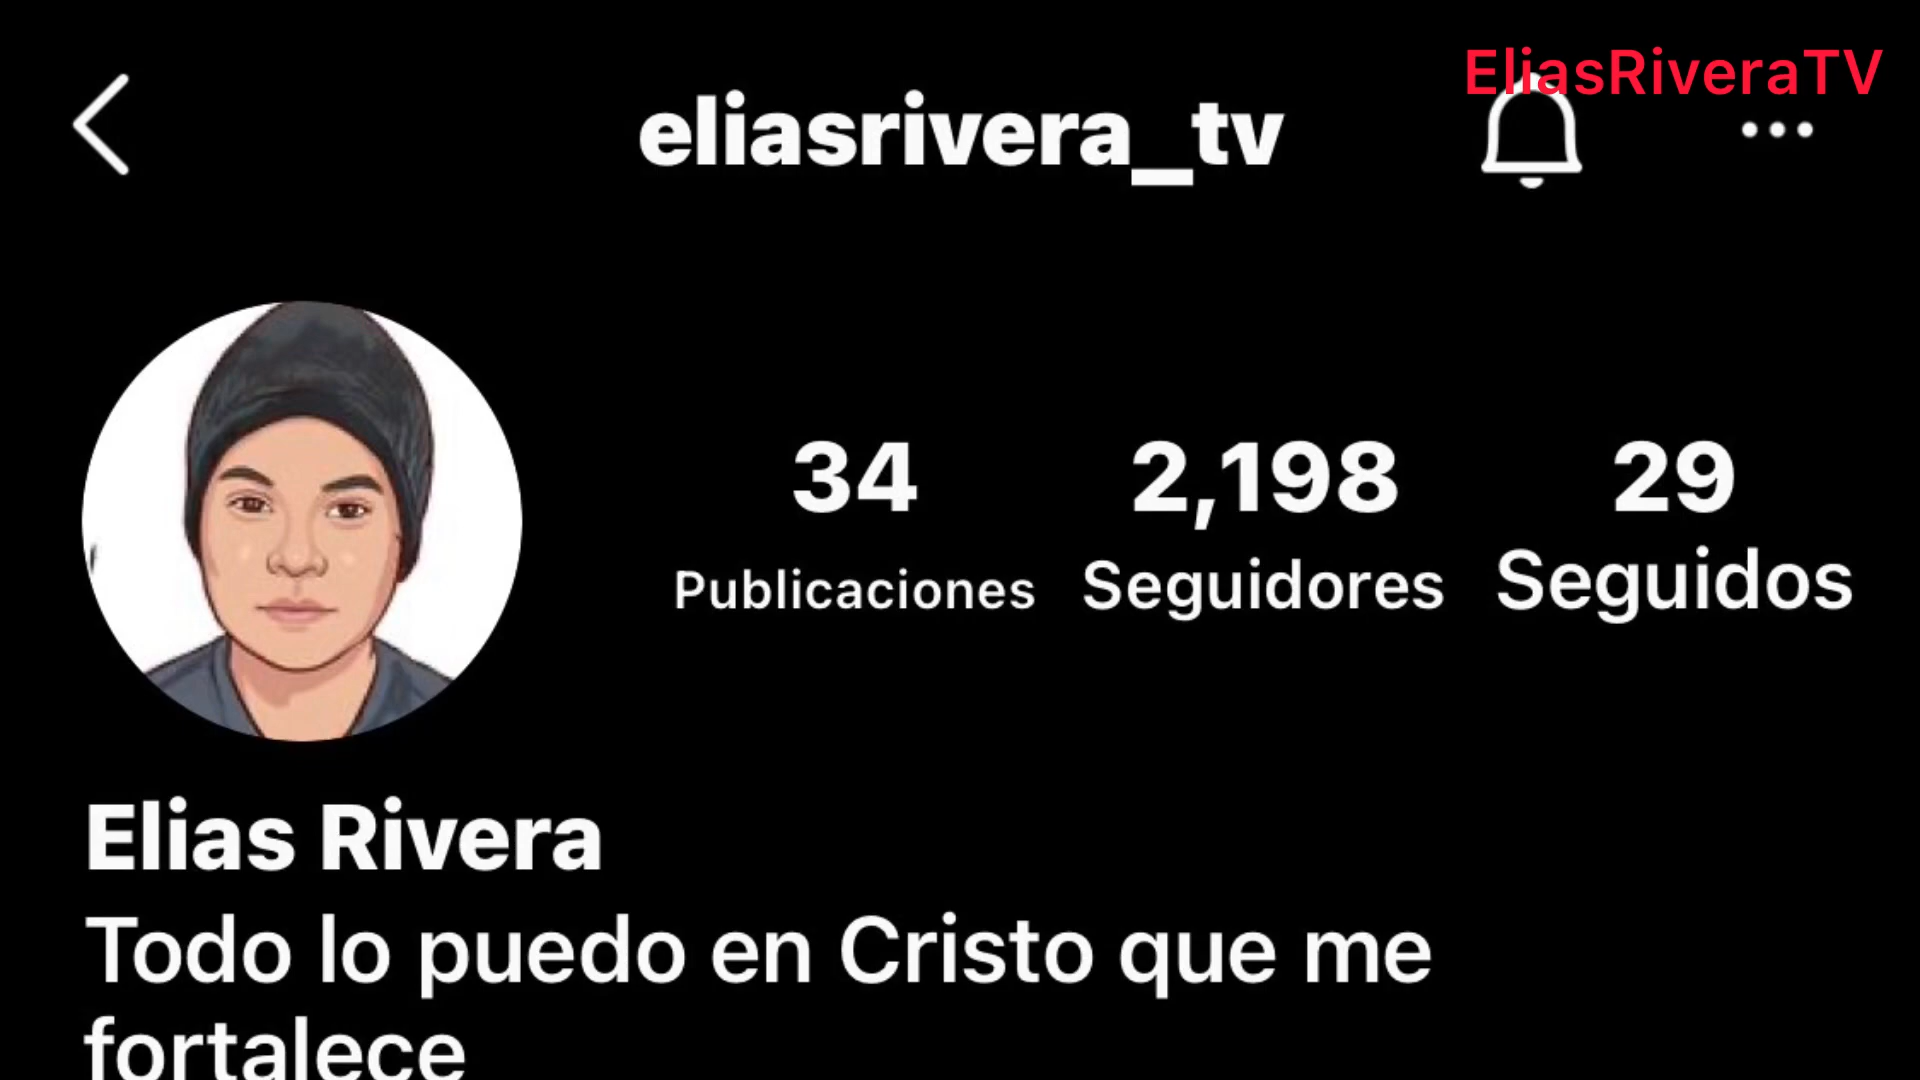 EliasRiveraTV
eliasrivera_tv
34 2,198 29
Publicaciones Seguidores Seguidos
Elias Rivera
Todo lo puedo en Cristo que me
fortalece